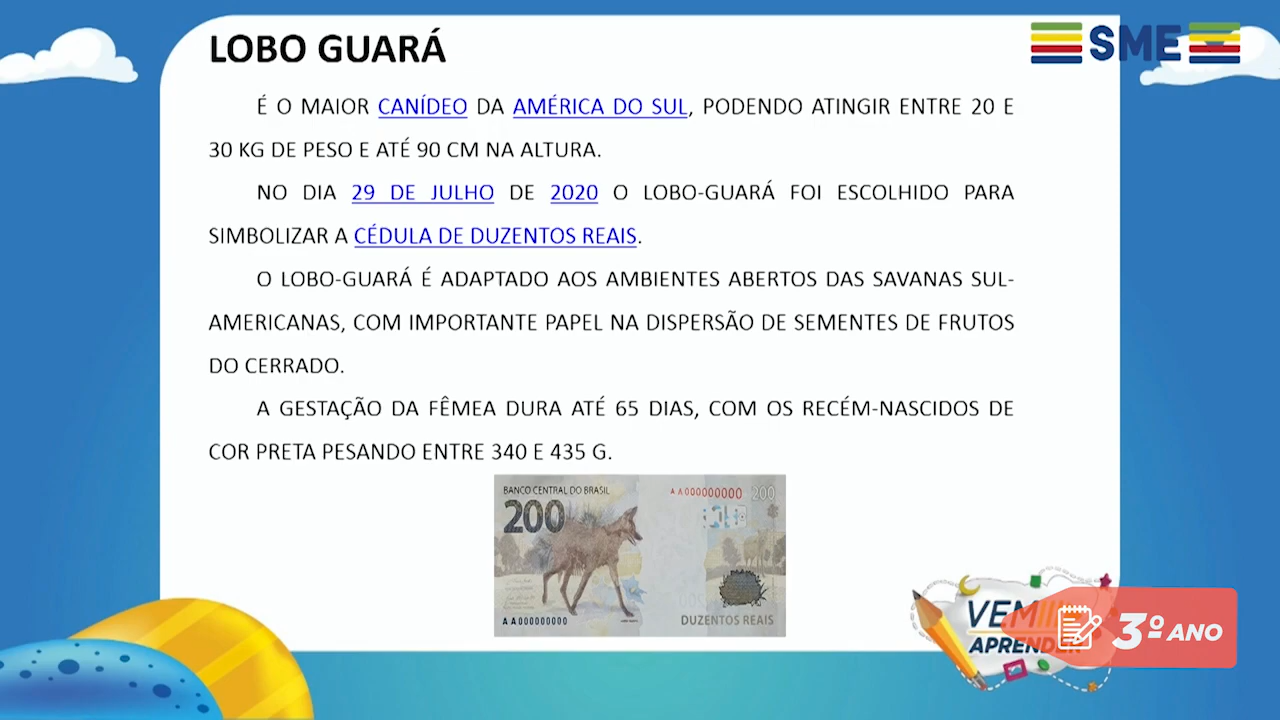 LOBO GUARÁ
SME
É O MAIOR CANÍDEO DA AMÉRICA DO SUL, PODENDO ATINGIR ENTRE 20 E
30 KG DE PESO E ATÉ 90 CM NA ALTURA.
NO DIA 29 DE JULHO DE 2020 O LOBO-GUARÁ FOI ESCOLHIDO PARA
SIMBOLIZAR A CÉDULA DE DUZENTOS REAIS.
O LOBO-GUARÁ É ADAPTADO AOS AMBIENTES ABERTOS DAS SAVANAS SUL-
AMERICANAS, COM IMPORTANTE PAPEL NA DISPERSÃO DE SEMENTES DE FRUTOS
DO CERRADO.
A GESTAÇÃO DA FÊMEA DURA ATÉ 65 DIAS, COM OS RECÉM-NASCIDOS DE
COR PRETA PESANDO ENTRE 340 E 435 G.
BANCO CENTRAL DO BRASIL
AA000000000
200
200
AA000000000
DUZENTOS REAIS
VEM
APRENDER
3º ANO